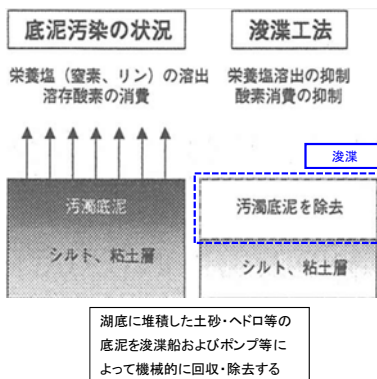 底泥汚染の状況
栄養塩（窒素、リン）の溶出
溶存酸素の消費
汚濁底泥
シルト、粘土層
浚渫工法
栄養塩溶出の抑制
酸素消費の抑制
浚渫
汚濁底泥を除去
シルト、粘土層
湖底に堆積した土砂・ヘドロ等の
底泥を浚渫船およびポンプ等に
よって機械的に回収・除去する